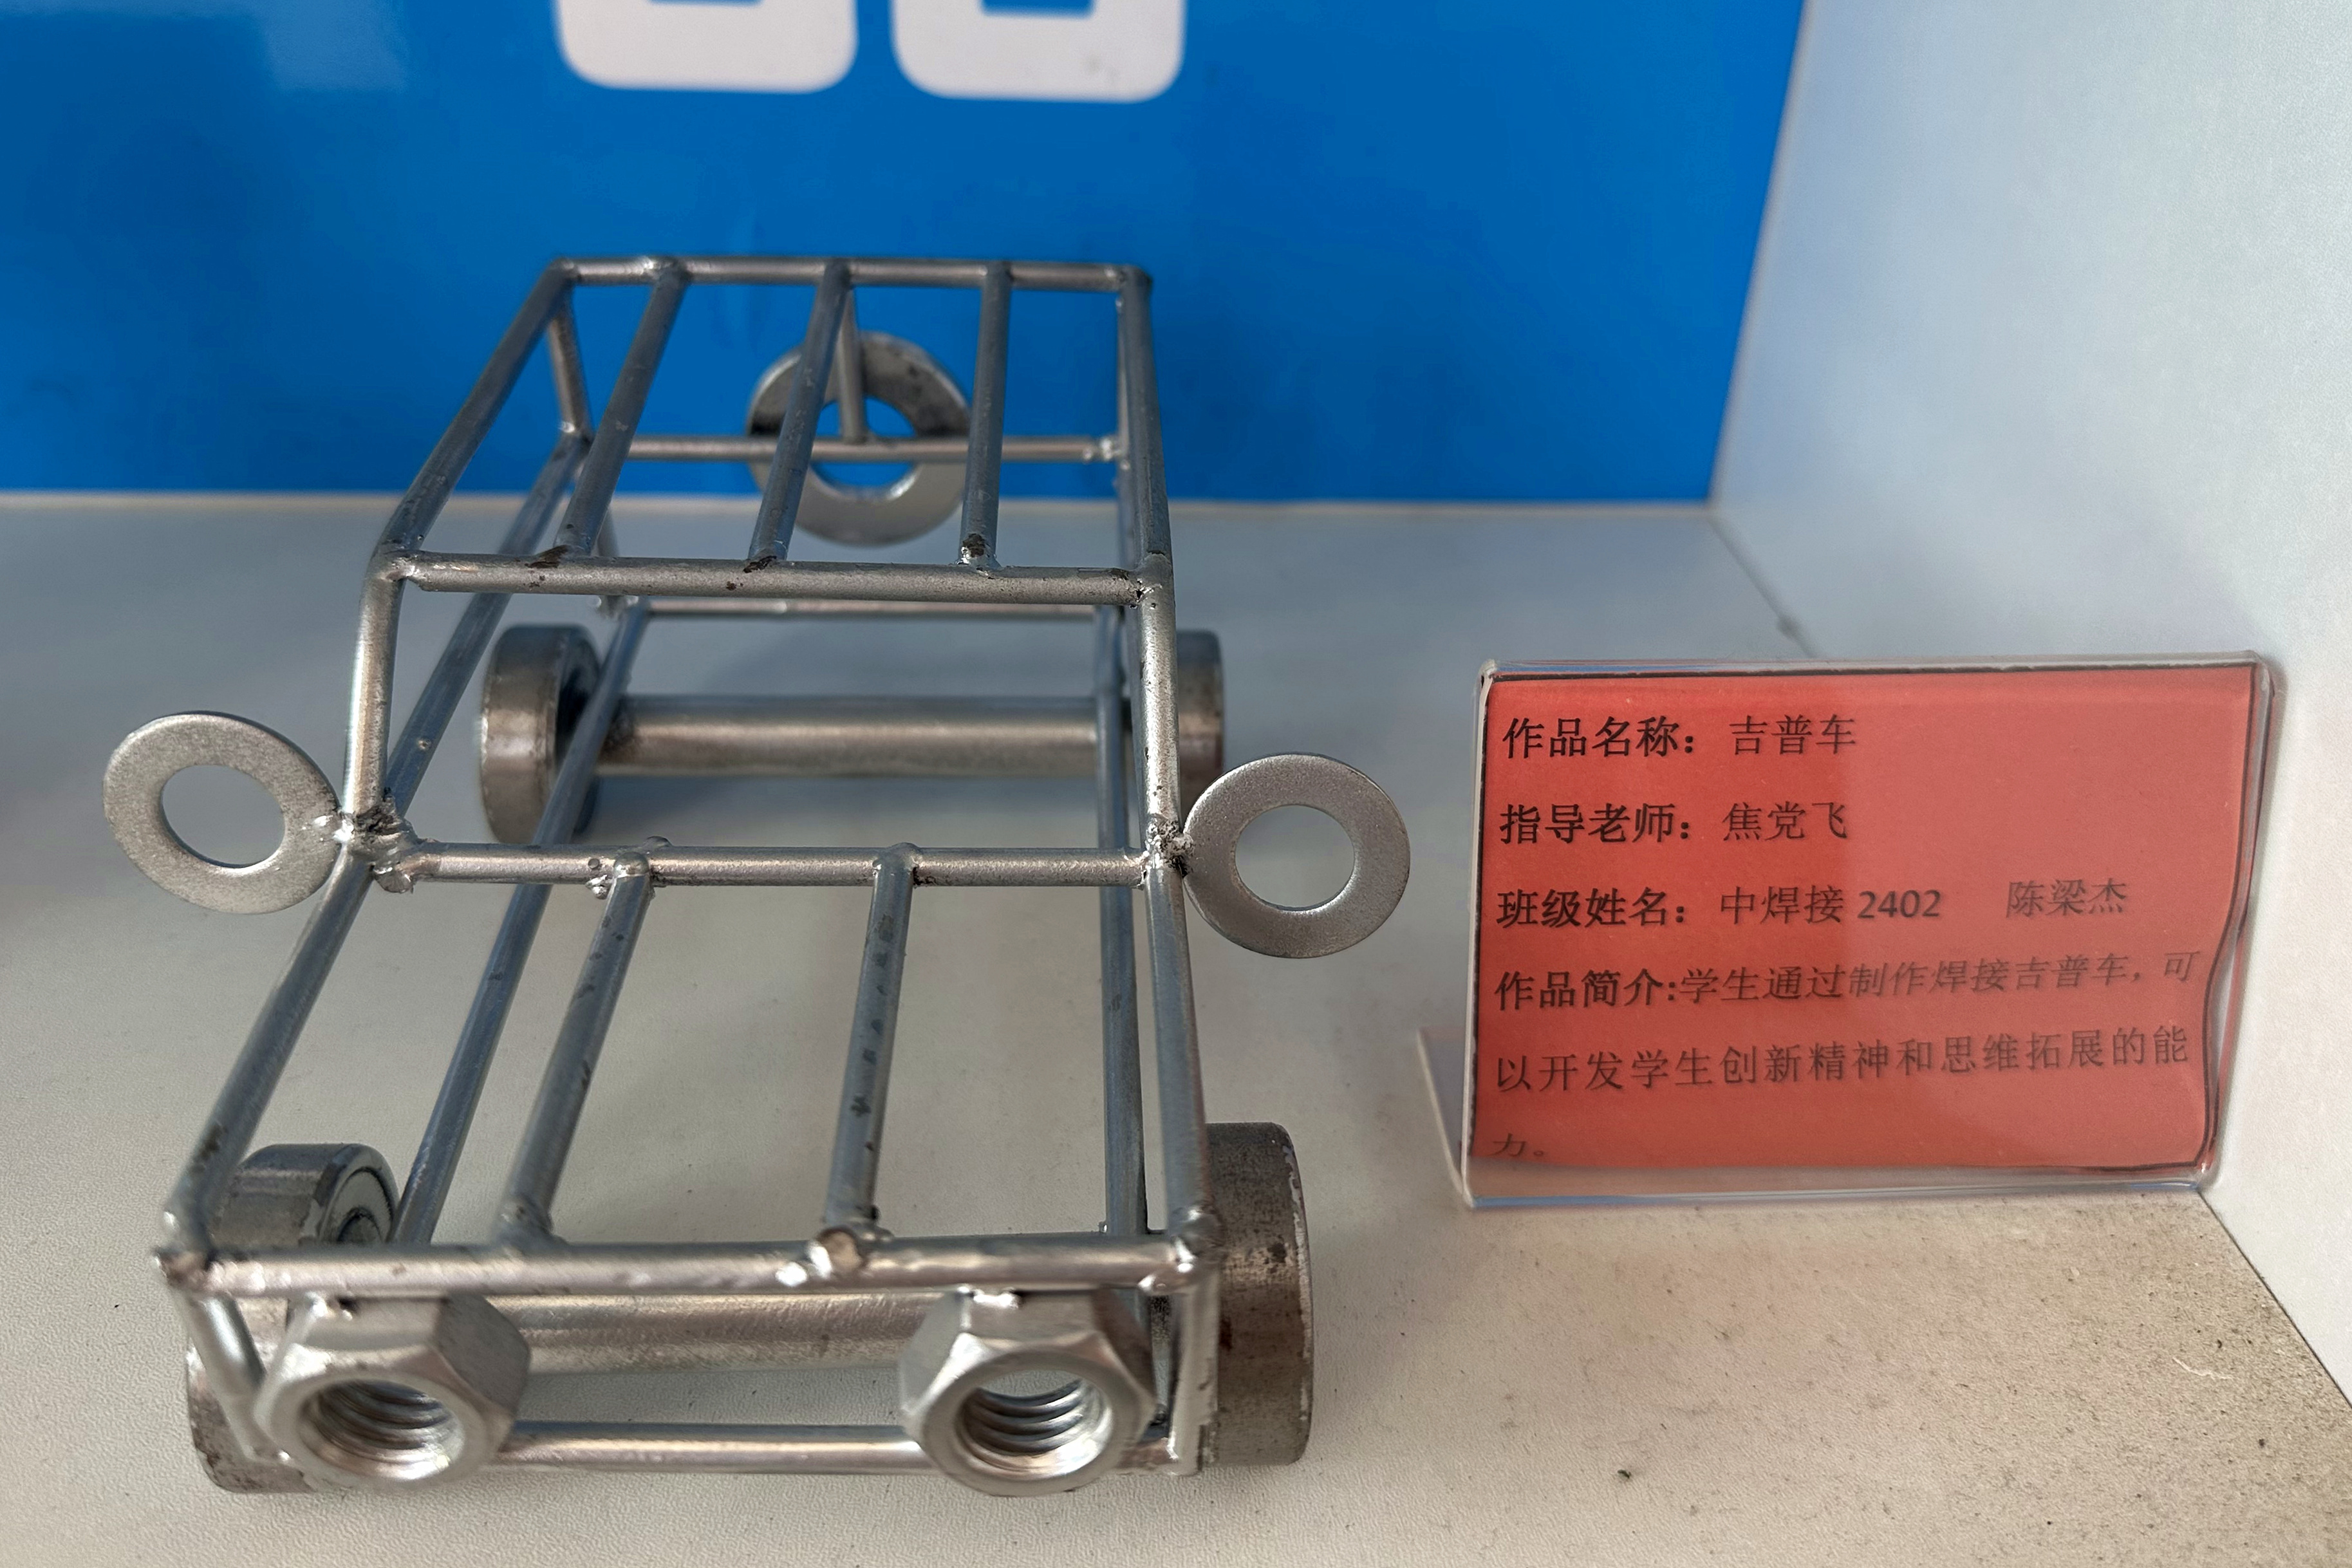 作品名称：吉普车
指导老师：焦党飞
班级姓名：中焊接 2402 陈梁杰
作品简介:学生通过制作焊接吉普车，可
以开发学生创新精神和思维拓展的能
力。